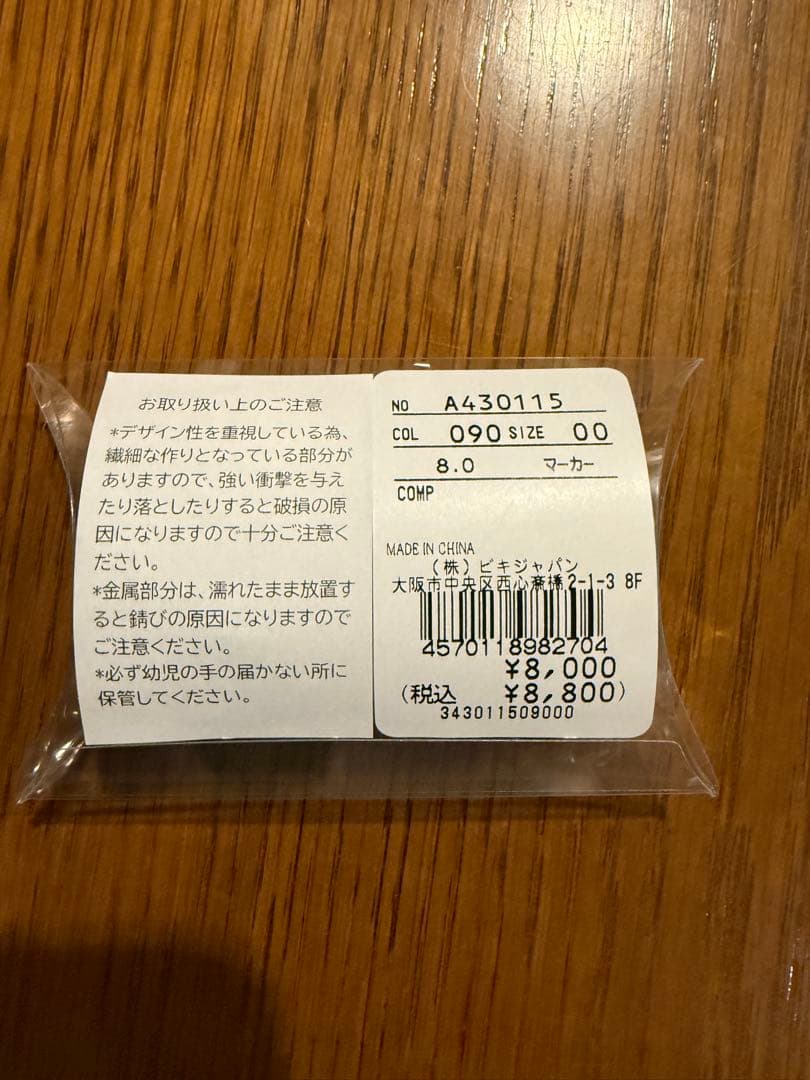 お取り扱い上のご注意
*デザイン性を重視している為、
繊細な作りとなっている部分が
ありますので、強い衝撃を与え
たり落としたりすると破損の原
因になりますので十分ご注意く
ださい。
*金属部分は、濡れたまま放置す
ると錆びの原因になりますので
ご注意ください。
*必ず幼児の手の届かない所に
保管してください。
NO A430115
COL 090 SIZE 00
8.0 マーカー
COMP
MADE IN CHINA
(株)ビキジャパン
大阪市中央区西心斎橋2-1-3 8F
4570118982704
¥8,000
(税込 ¥8,800)
343011509000